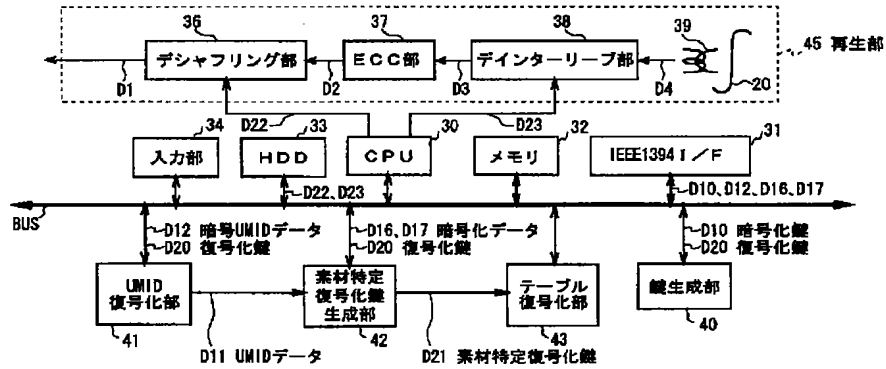 36
37
38
39
デシャフリング部
ECC部
デインターリーブ部
45 再生部
D1
D2
D3
D4
20
D22
D23
34
33
30
32
31
入力部
HDD
CPU
メモリ
IEEE1394 I/F
D22、D23
D10、D12、D16、D17
BUS
D12 暗号UMIDデータ
D20 復号化鍵
D16、D17 暗号化データ
D20 復号化鍵
D10 暗号化鍵
D20 復号化鍵
UMID
復号化部
素材特定
復号化鍵
生成部
テーブル
復号化部
鍵生成部
41
42
43
40
D11 UMIDデータ
D21 素材特定復号化鍵